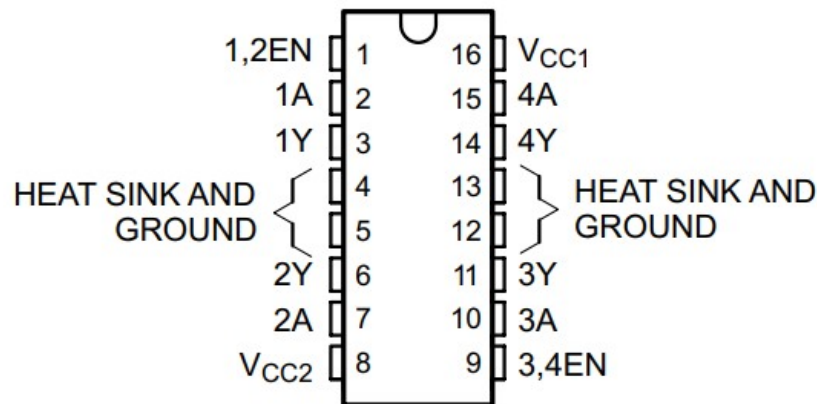 1,2EN 1 16 VCC1
1A 2 15 4A
1Y 3 14 4Y
HEAT SINK AND 4 13 HEAT SINK AND
GROUND 5 12 GROUND
2Y 6 11 3Y
2A 7 10 3A
VCC2 8 9 3,4EN